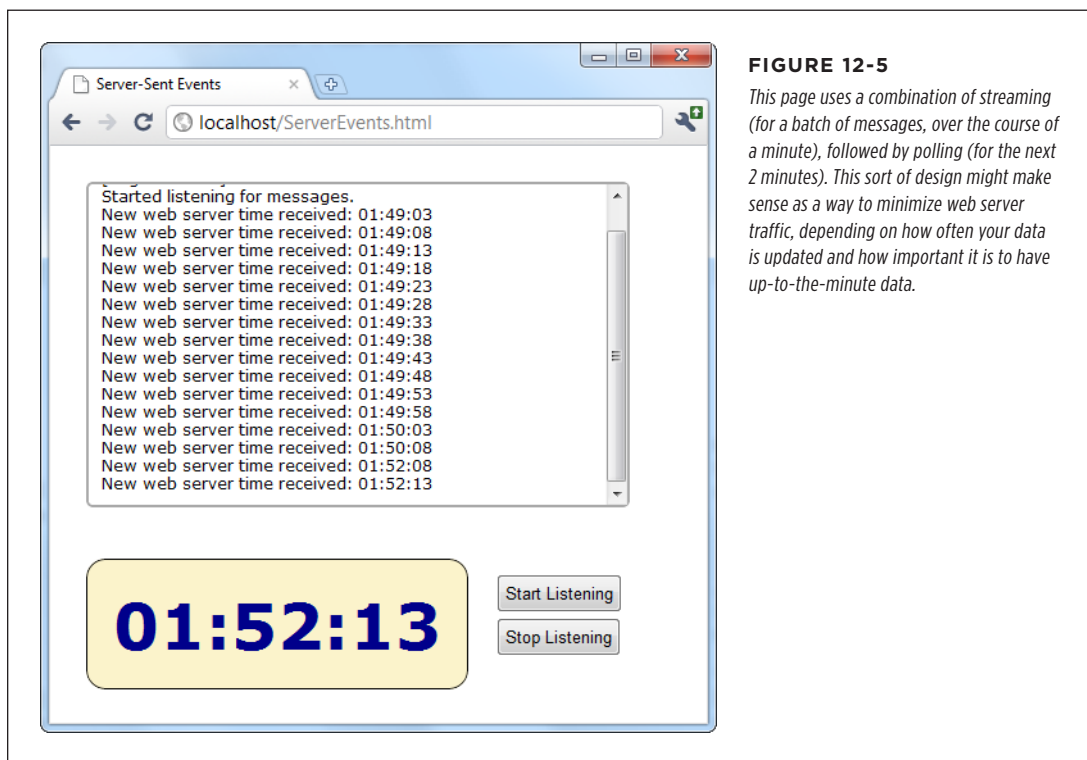 Server-Sent Events
localhost/ServerEvents.html
Started listening for messages.
New web server time received: 01:49:03
New web server time received: 01:49:08
New web server time received: 01:49:13
New web server time received: 01:49:18
New web server time received: 01:49:23
New web server time received: 01:49:28
New web server time received: 01:49:33
New web server time received: 01:49:38
New web server time received: 01:49:43
New web server time received: 01:49:48
New web server time received: 01:49:53
New web server time received: 01:49:58
New web server time received: 01:50:03
New web server time received: 01:50:08
New web server time received: 01:52:08
New web server time received: 01:52:13
01:52:13
Start Listening
Stop Listening
FIGURE 12-5
This page uses a combination of streaming
(for a batch of messages, over the course of
a minute), followed by polling (for the next
2 minutes). This sort of design might make
sense as a way to minimize web server
traffic, depending on how often your data
is updated and how important it is to have
up-to-the-minute data.